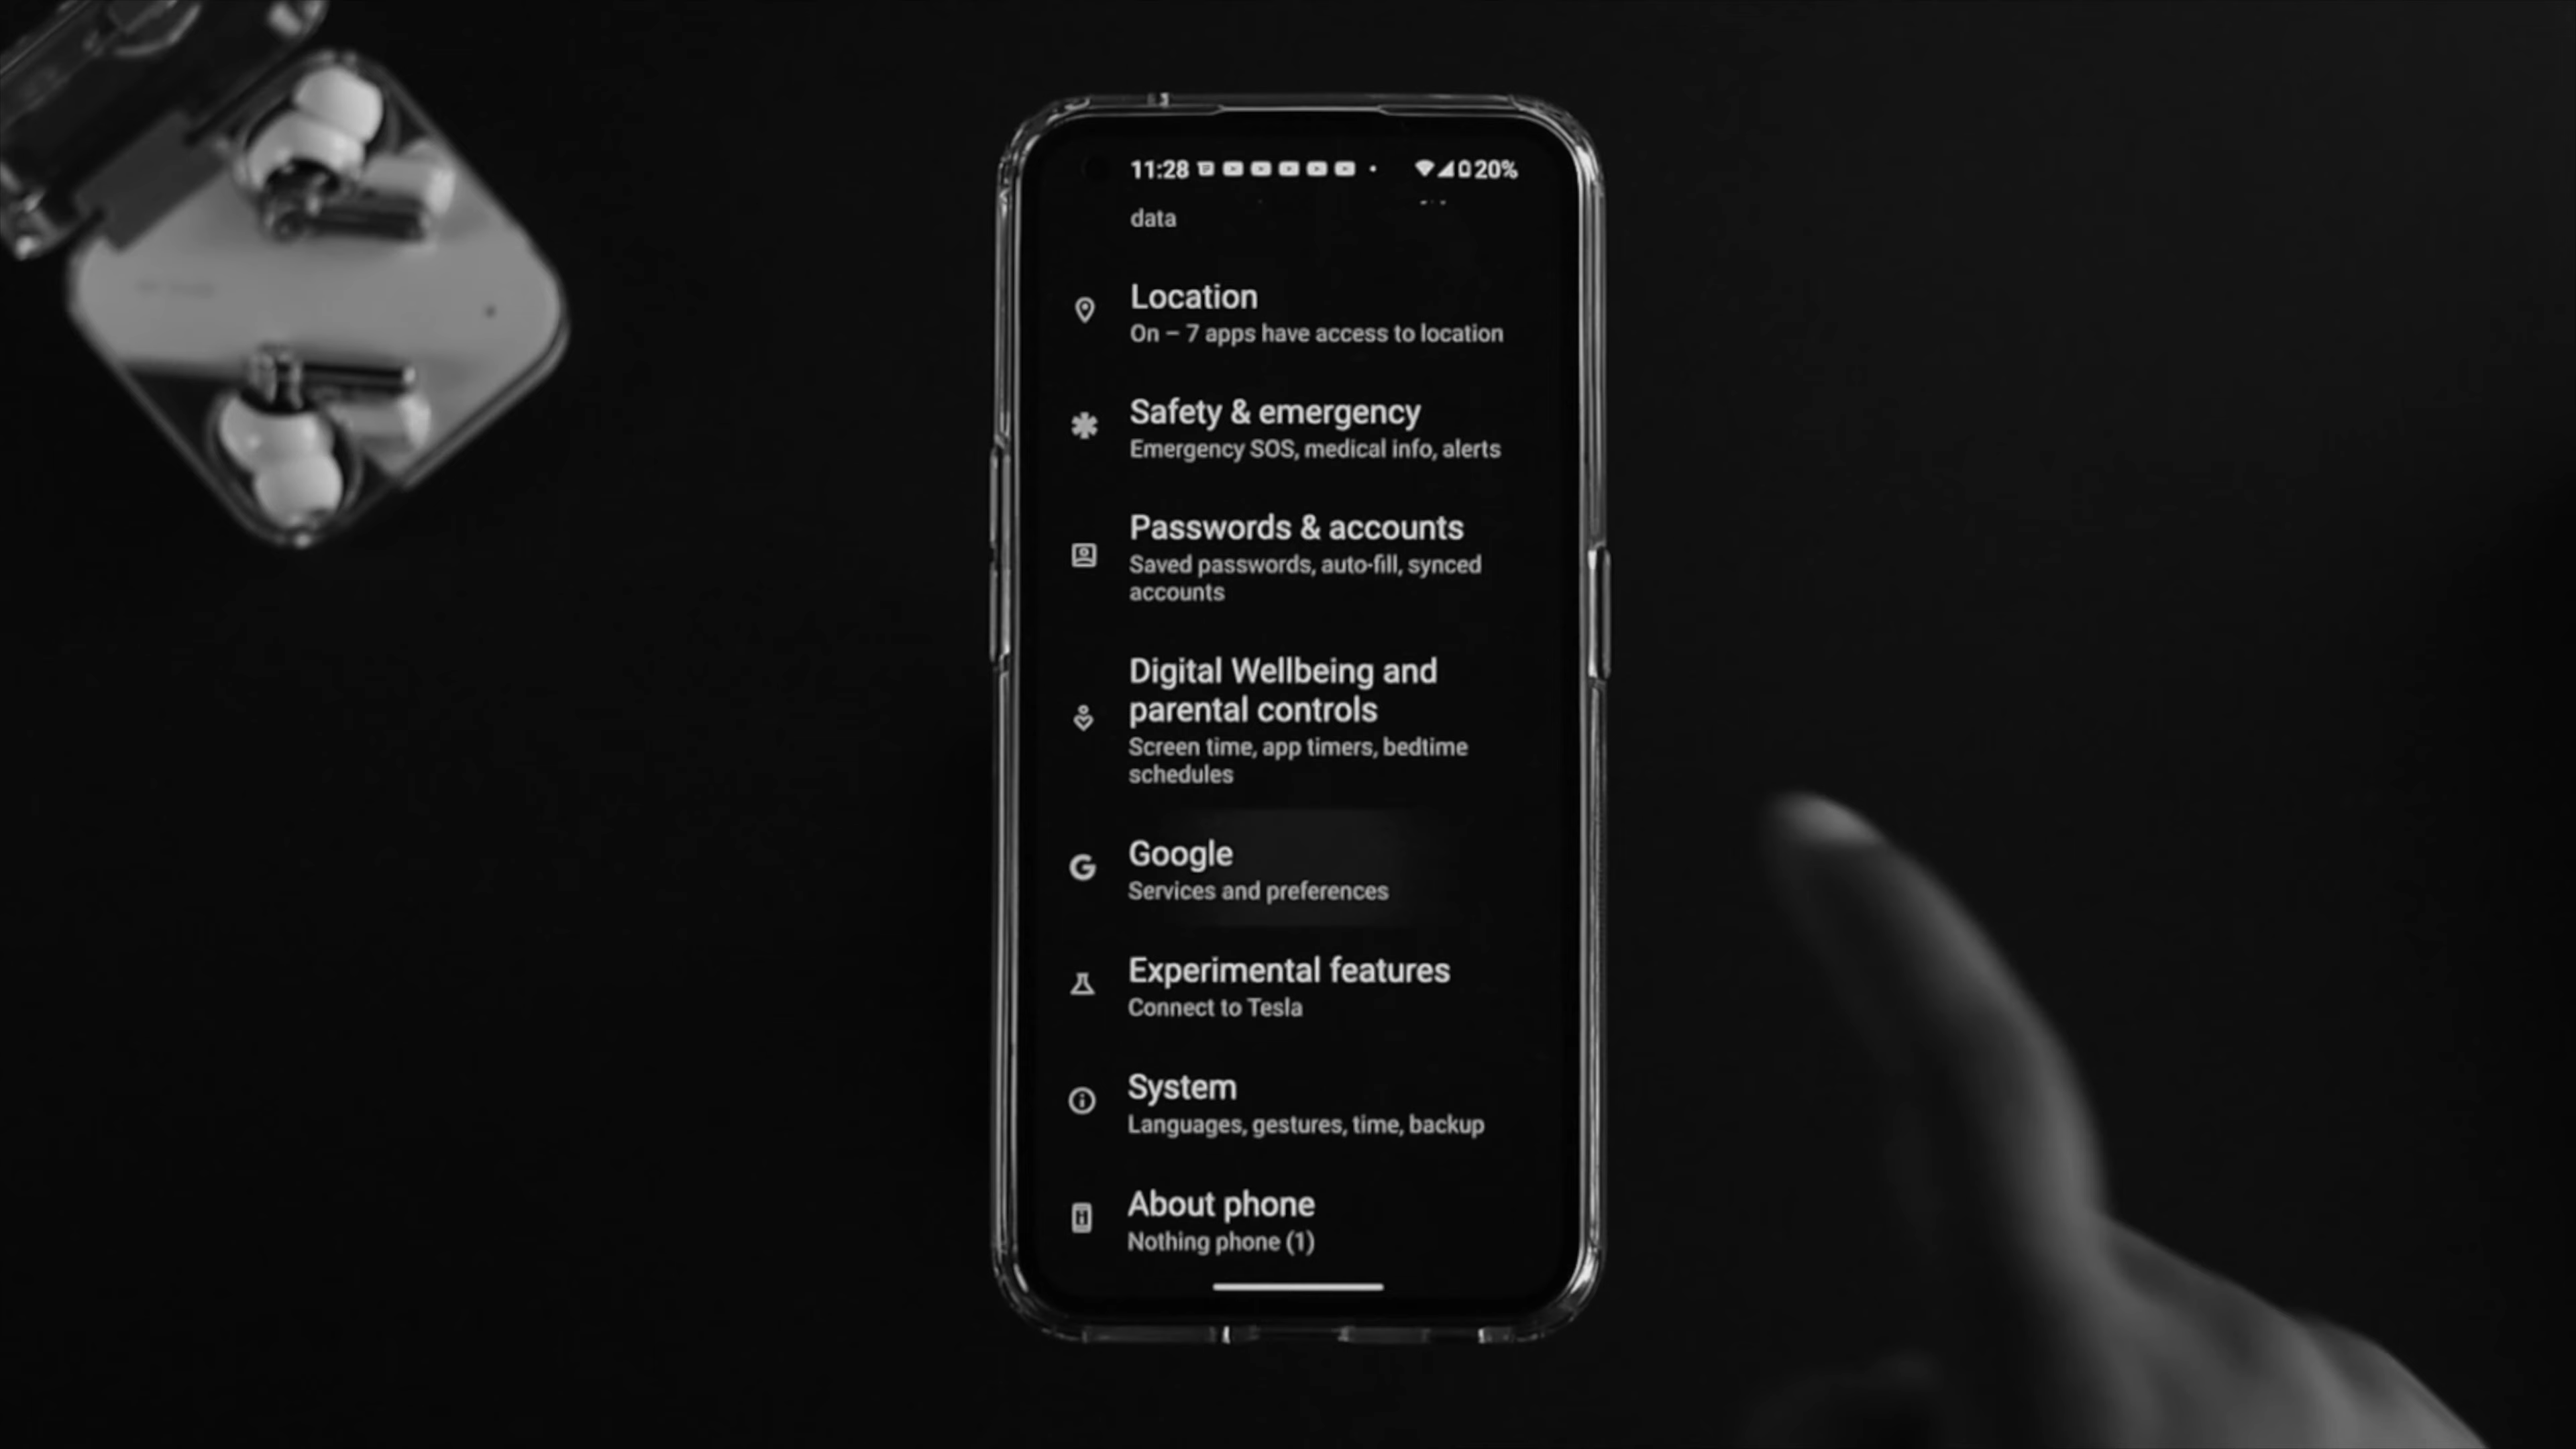 11:28 20%
data
Location
On – 7 apps have access to location
Safety & emergency
Emergency SOS, medical info, alerts
Passwords & accounts
Saved passwords, auto-fill, synced
accounts
Digital Wellbeing and
parental controls
Screen time, app timers, bedtime
schedules
Google
Services and preferences
Experimental features
Connect to Tesla
System
Languages, gestures, time, backup
About phone
Nothing phone (1)